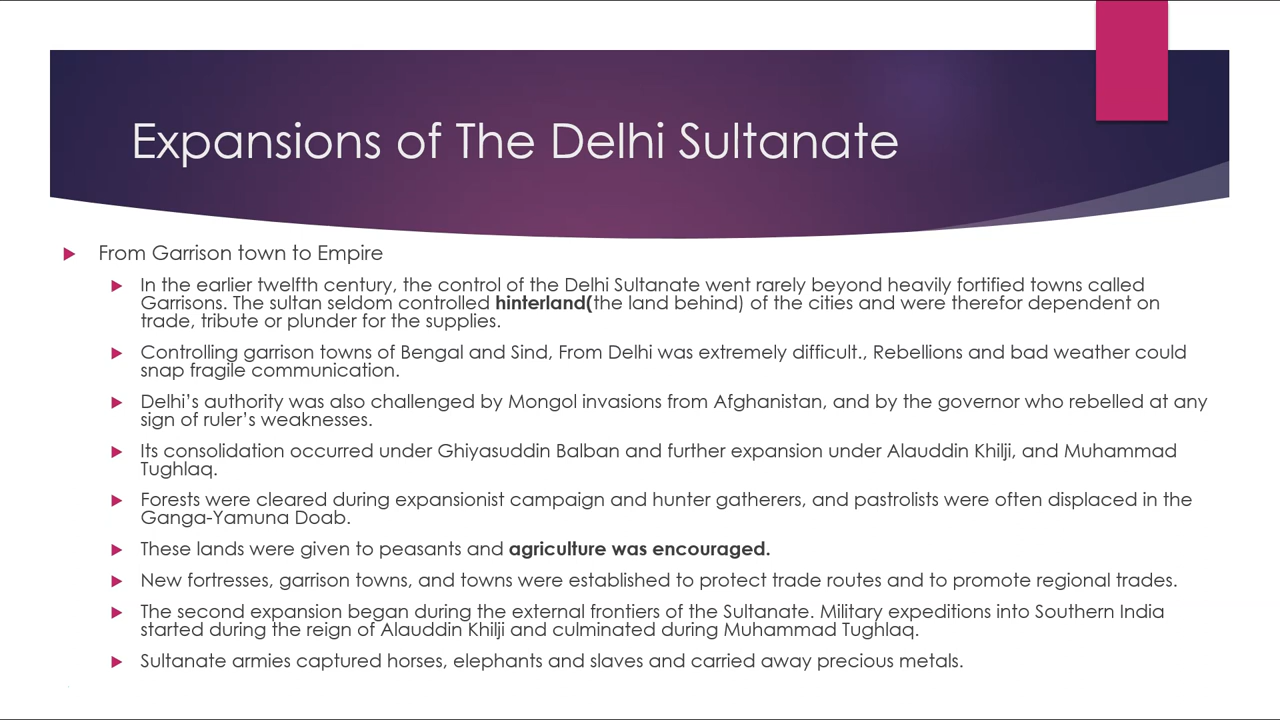 Expansions of The Delhi Sultanate
From Garrison town to Empire
In the earlier twelfth century, the control of the Delhi Sultanate went rarely beyond heavily fortified towns called
Garrisons. The sultan seldom controlled hinterland(the land behind) of the cities and were therefor dependent on
trade, tribute or plunder for the supplies.
Controlling garrison towns of Bengal and Sind, From Delhi was extremely difficult., Rebellions and bad weather could
snap fragile communication.
Delhi’s authority was also challenged by Mongol invasions from Afghanistan, and by the governor who rebelled at any
sign of ruler’s weaknesses.
Its consolidation occurred under Ghiyasuddin Balban and further expansion under Alauddin Khilji, and Muhammad
Tughlaq.
Forests were cleared during expansionist campaign and hunter gatherers, and pastrolists were often displaced in the
Ganga-Yamuna Doab.
These lands were given to peasants and agriculture was encouraged.
New fortresses, garrison towns, and towns were established to protect trade routes and to promote regional trades.
The second expansion began during the external frontiers of the Sultanate. Military expeditions into Southern India
started during the reign of Alauddin Khilji and culminated during Muhammad Tughlaq.
Sultanate armies captured horses, elephants and slaves and carried away precious metals.